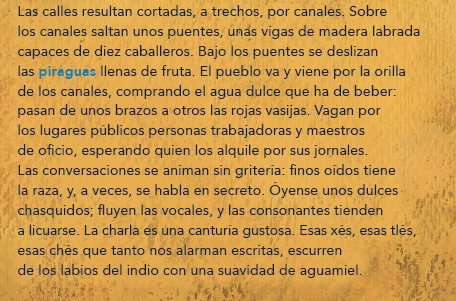 Las calles resultan cortadas, a trechos, por canales. Sobre
los canales saltan unos puentes, unas vigas de madera labrada
capaces de diez caballeros. Bajo los puentes se deslizan
las piraguas llenas de fruta. El pueblo va y viene por la orilla
de los canales, comprando el agua dulce que ha de beber:
pasan de unos brazos a otros las rojas vasijas. Vagan por
los lugares públicos personas trabajadoras y maestros
de oficio, esperando quien los alquile por sus jornales.
Las conversaciones se animan sin gritería: finos oídos tiene
la raza, y, a veces, se habla en secreto. Óyense unos dulces
chasquidos; fluyen las vocales, y las consonantes tienden
a licuarse. La charla es una canturía gustosa. Esas xés, esas tlés,
esas chés que tanto nos alarman escritas, escurren
de los labios del indio con una suavidad de aguamiel.